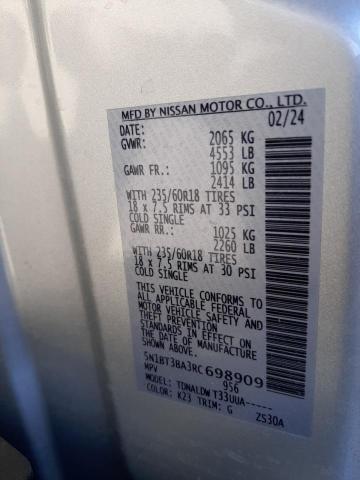 MFD BY NISSAN MOTOR CO., LTD.
DATE: 02/24
GVWR: 2065 KG
4553 LB
GAWR FR.: 1095 KG
2414 LB
WITH 235/60R18 TIRES
18 x 7.5 RIMS AT 33 PSI
COLD SINGLE
GAWR RR.: 1025 KG
2260 LB
WITH 235/60R18 TIRES
18 x 7.5 RIMS AT 30 PSI
COLD SINGLE
THIS VEHICLE CONFORMS TO
ALL APPLICABLE FEDERAL
MOTOR VEHICLE SAFETY AND
THEFT PREVENTION
STANDARDS IN EFFECT ON
THE DATE OF MANUFACTURE
SHOWN ABOVE.
5N1BT3BA3RC698909
MPV 956
MODEL: TDNALDW T33UUA-----
COLOR: K23 TRIM: G ZS30A